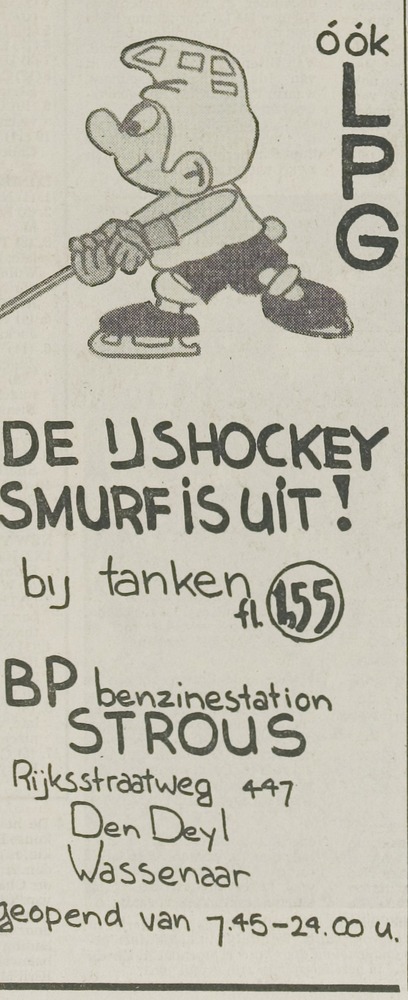 óók
LPG
DE IJSHOCKEY
SMURF is uit!
bij tanken
fl. 1,55
BP benzinestation
STROUS
Rijksstraatweg 447
Den Deyl
Wassenaar
geopend van 7.45-24.00 u.